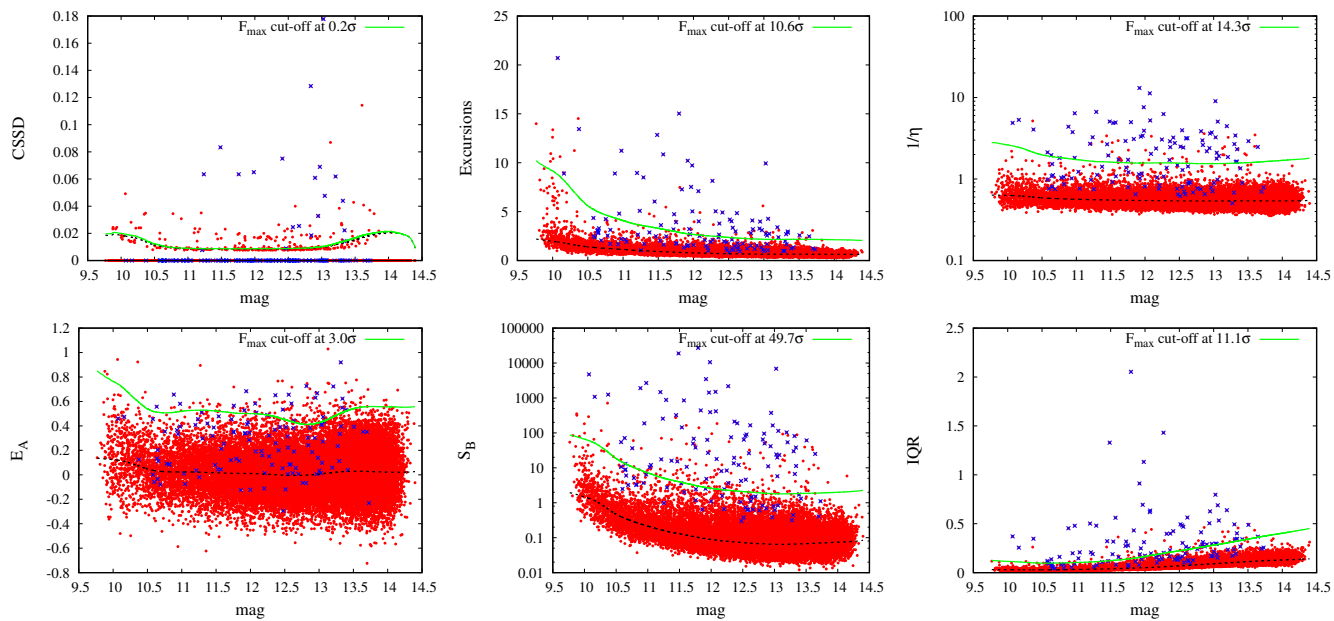 F_max cut-off at 0.2σ
0.18
0.16
0.14
0.12
0.1
0.08
0.06
0.04
0.02
0
CSSD
9.5 10 10.5 11 11.5 12 12.5 13 13.5 14 14.5
mag
F_max cut-off at 10.6σ
25
20
15
10
5
0
Excursions
9.5 10 10.5 11 11.5 12 12.5 13 13.5 14 14.5
mag
F_max cut-off at 14.3σ
100
10
1
0.1
1/η
9.5 10 10.5 11 11.5 12 12.5 13 13.5 14 14.5
mag
F_max cut-off at 3.0σ
1.2
1
0.8
0.6
0.4
0.2
0
-0.2
-0.4
-0.6
-0.8
E_A
9.5 10 10.5 11 11.5 12 12.5 13 13.5 14 14.5
mag
F_max cut-off at 49.7σ
100000
10000
1000
100
10
1
0.1
0.01
S_B
9.5 10 10.5 11 11.5 12 12.5 13 13.5 14 14.5
mag
F_max cut-off at 11.1σ
2.5
2
1.5
1
0.5
0
IQR
9.5 10 10.5 11 11.5 12 12.5 13 13.5 14 14.5
mag